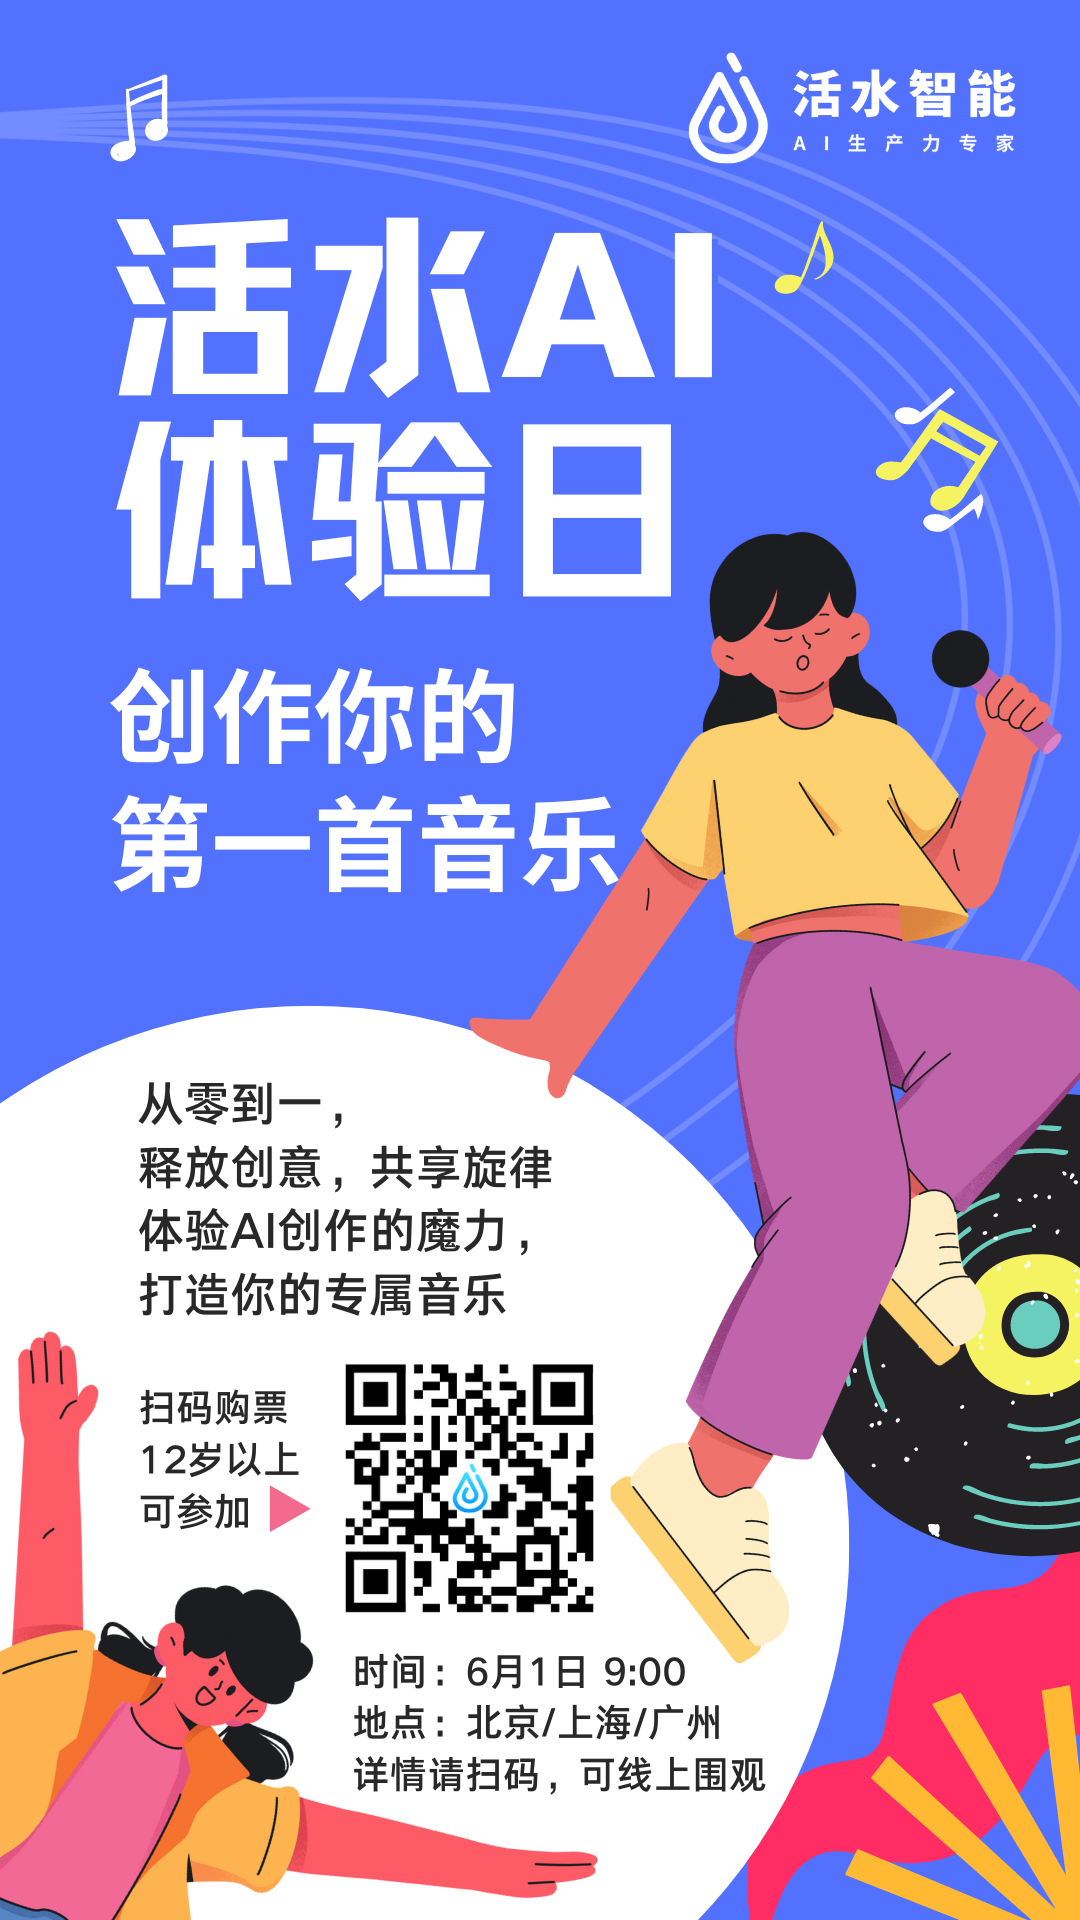 活水智能
AI生产力专家
活水AI
体验日
创作你的
第一首音乐
从零到一，
释放创意，共享旋律
体验AI创作的魔力，
打造你的专属音乐
扫码购票
12岁以上
可参加
时间：6月1日 9:00
地点：北京/上海/广州
详情请扫码，可线上围观